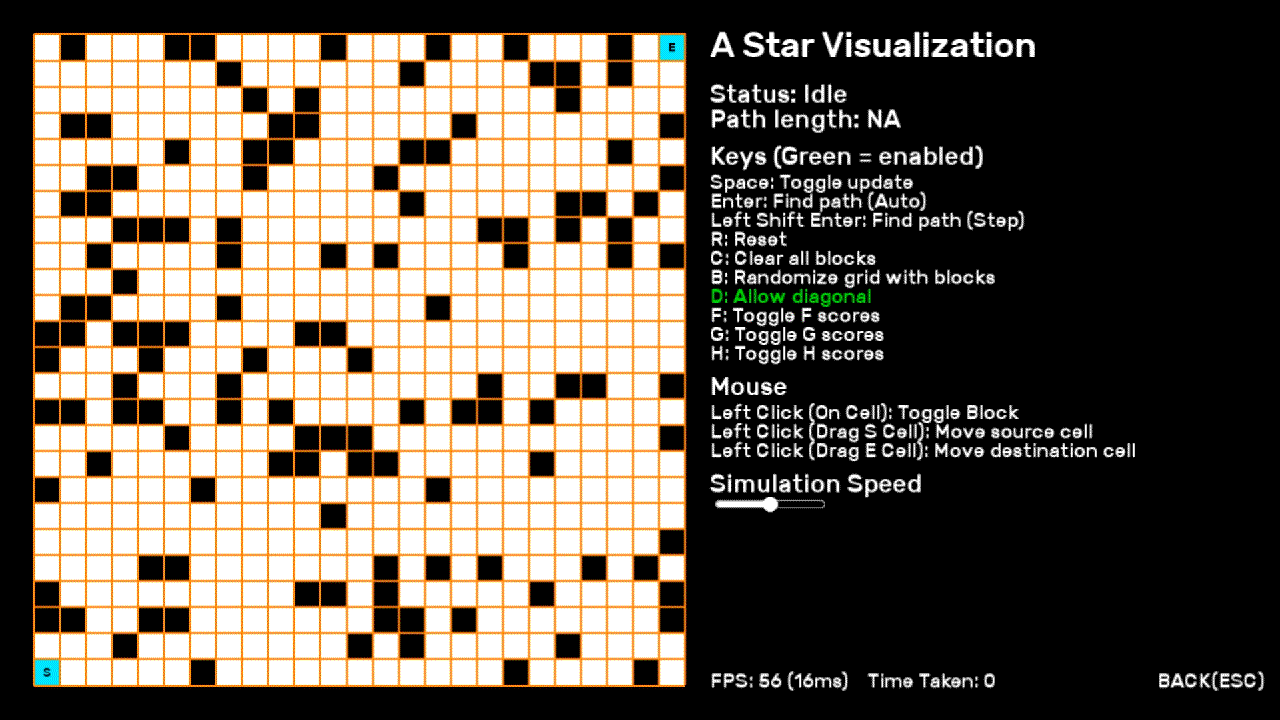 E
A Star Visualization
Status: Idle
Path length: NA
Keys (Green = enabled)
Space: Toggle update
Enter: Find path (Auto)
Left Shift Enter: Find path (Step)
R: Reset
C: Clear all blocks
B: Randomize grid with blocks
D: Allow diagonal
F: Toggle F scores
G: Toggle G scores
H: Toggle H scores
Mouse
Left Click (On Cell): Toggle Block
Left Click (Drag S Cell): Move source cell
Left Click (Drag E Cell): Move destination cell
Simulation Speed
S
FPS: 56 (16ms) Time Taken: 0 BACK(ESC)